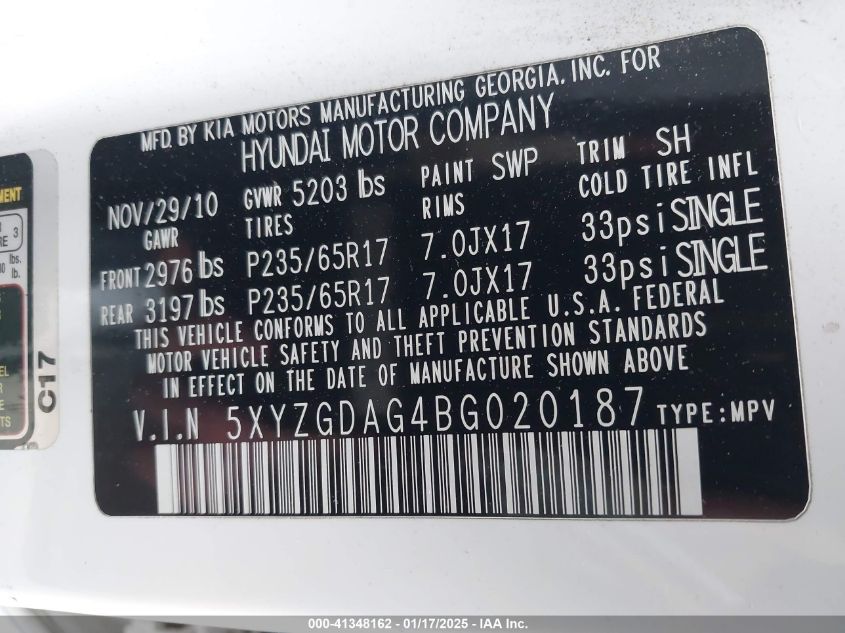 MFD. BY KIA MOTORS MANUFACTURING GEORGIA, INC. FOR
HYUNDAI MOTOR COMPANY
NOV/29/10 GVWR 5203 lbs PAINT SWP TRIM SH
GAWR TIRES RIMS COLD TIRE INFL
FRONT 2976 lbs P235/65R17 7.0JX17 33psi SINGLE
REAR 3197 lbs P235/65R17 7.0JX17 33psi SINGLE
THIS VEHICLE CONFORMS TO ALL APPLICABLE U.S.A. FEDERAL
MOTOR VEHICLE SAFETY AND THEFT PREVENTION STANDARDS
IN EFFECT ON THE DATE OF MANUFACTURE SHOWN ABOVE
V.I.N 5XYZGDAG4BG020187 TYPE:MPV
3
lbs.
lb.
C17
000-41348162 - 01/17/2025 - IAA Inc.